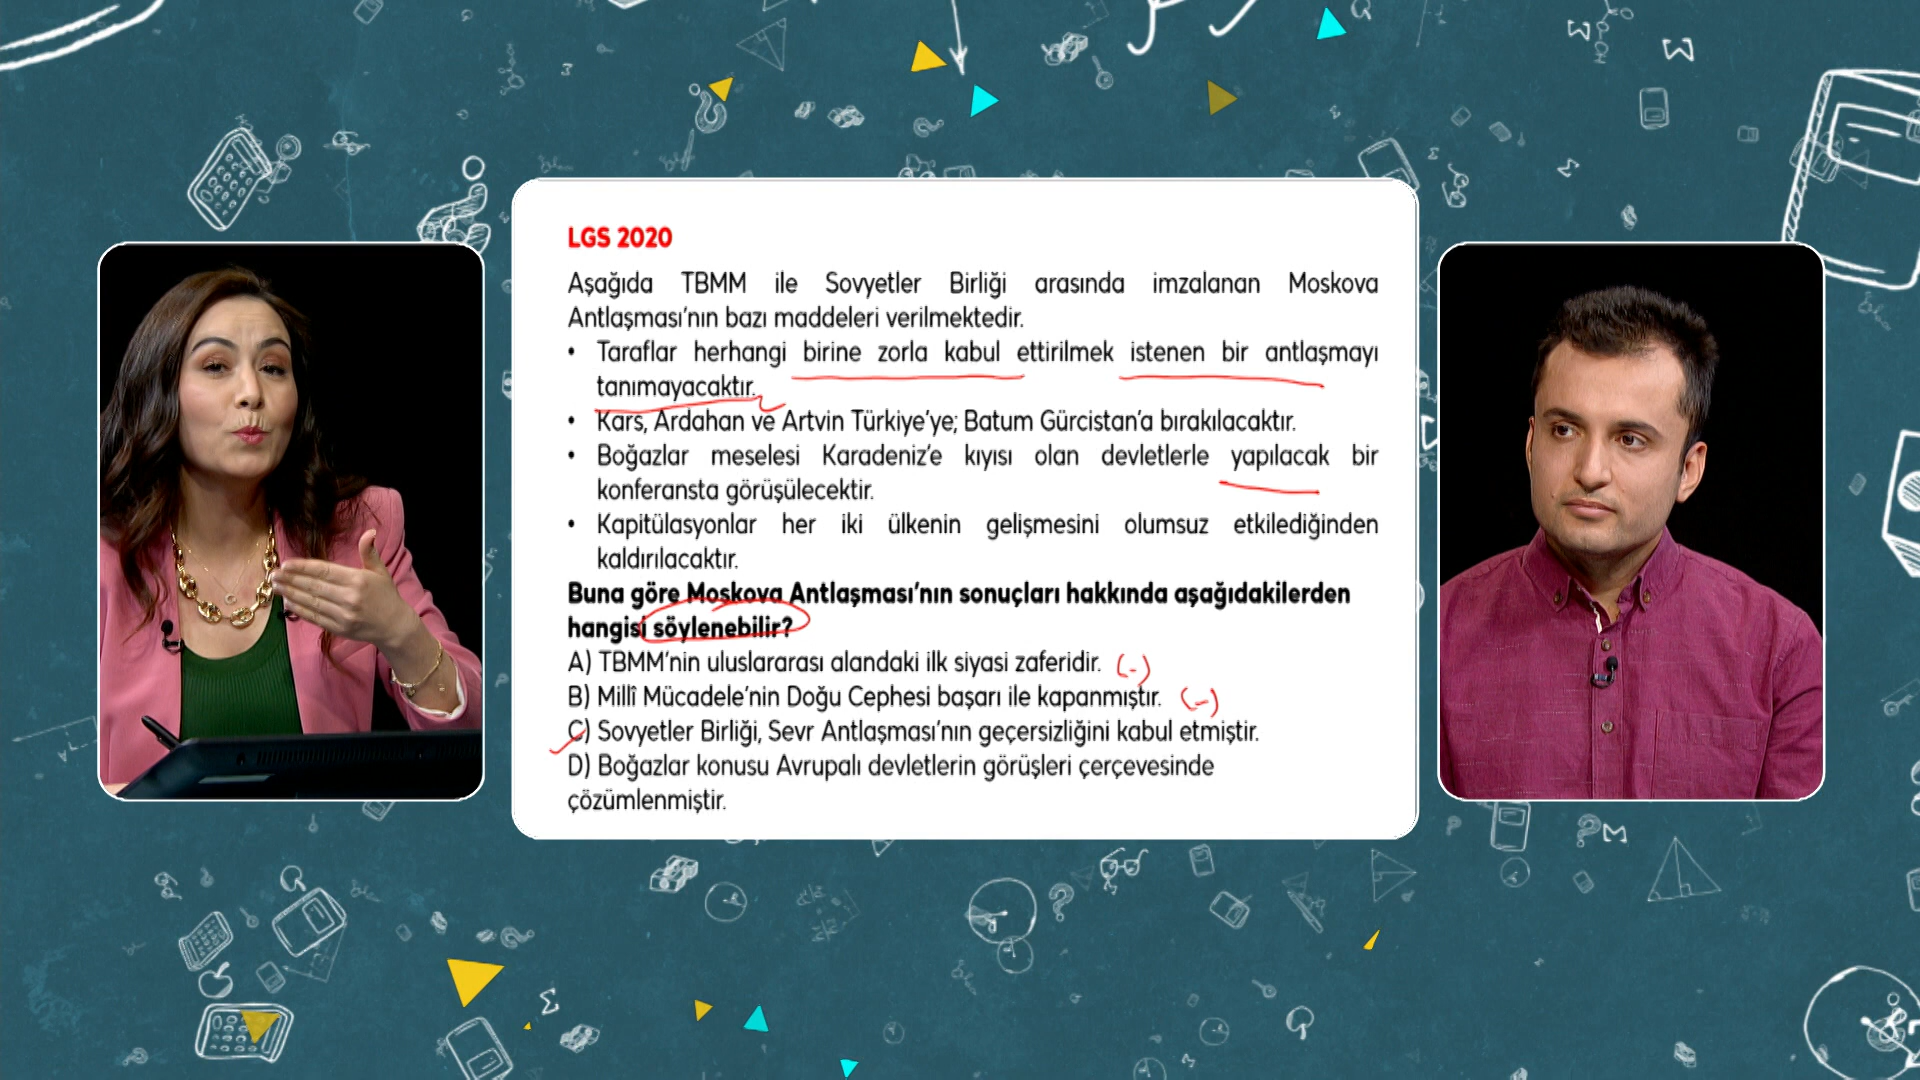 LGS 2020
Aşağıda TBMM ile Sovyetler Birliği arasında imzalanan Moskova
Antlaşması'nın bazı maddeleri verilmektedir.
• Taraflar herhangi birine zorla kabul ettirilmek istenen bir antlaşmayı
tanımayacaktır.
• Kars, Ardahan ve Artvin Türkiye'ye; Batum Gürcistan'a bırakılacaktır.
• Boğazlar meselesi Karadeniz'e kıyısı olan devletlerle yapılacak bir
konferansta görüşülecektir.
• Kapitülasyonlar her iki ülkenin gelişmesini olumsuz etkilediğinden
kaldırılacaktır.
Buna göre Moskova Antlaşması'nın sonuçları hakkında aşağıdakilerden
hangisi söylenebilir?
A) TBMM'nin uluslararası alandaki ilk siyasi zaferidir. (-)
B) Millî Mücadele'nin Doğu Cephesi başarı ile kapanmıştır. (-)
C) Sovyetler Birliği, Sevr Antlaşması'nın geçersizliğini kabul etmiştir.
D) Boğazlar konusu Avrupalı devletlerin görüşleri çerçevesinde
çözümlenmiştir.